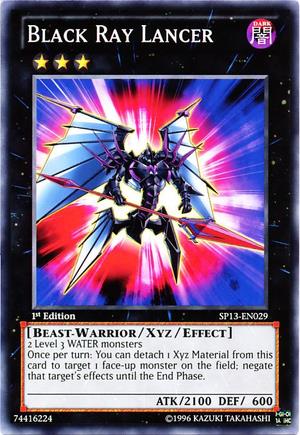 BLACK RAY LANCER
DARK
闇
1st Edition
SP13-EN029
[BEAST-WARRIOR/XYZ/EFFECT]
2 Level 3 WATER monsters
Once per turn: You can detach 1 Xyz Material from this
card to target 1 face-up monster on the field; negate
that target's effects until the End Phase.
ATK/2100 DEF/ 600
74416224
©1996 KAZUKI TAKAHASHI